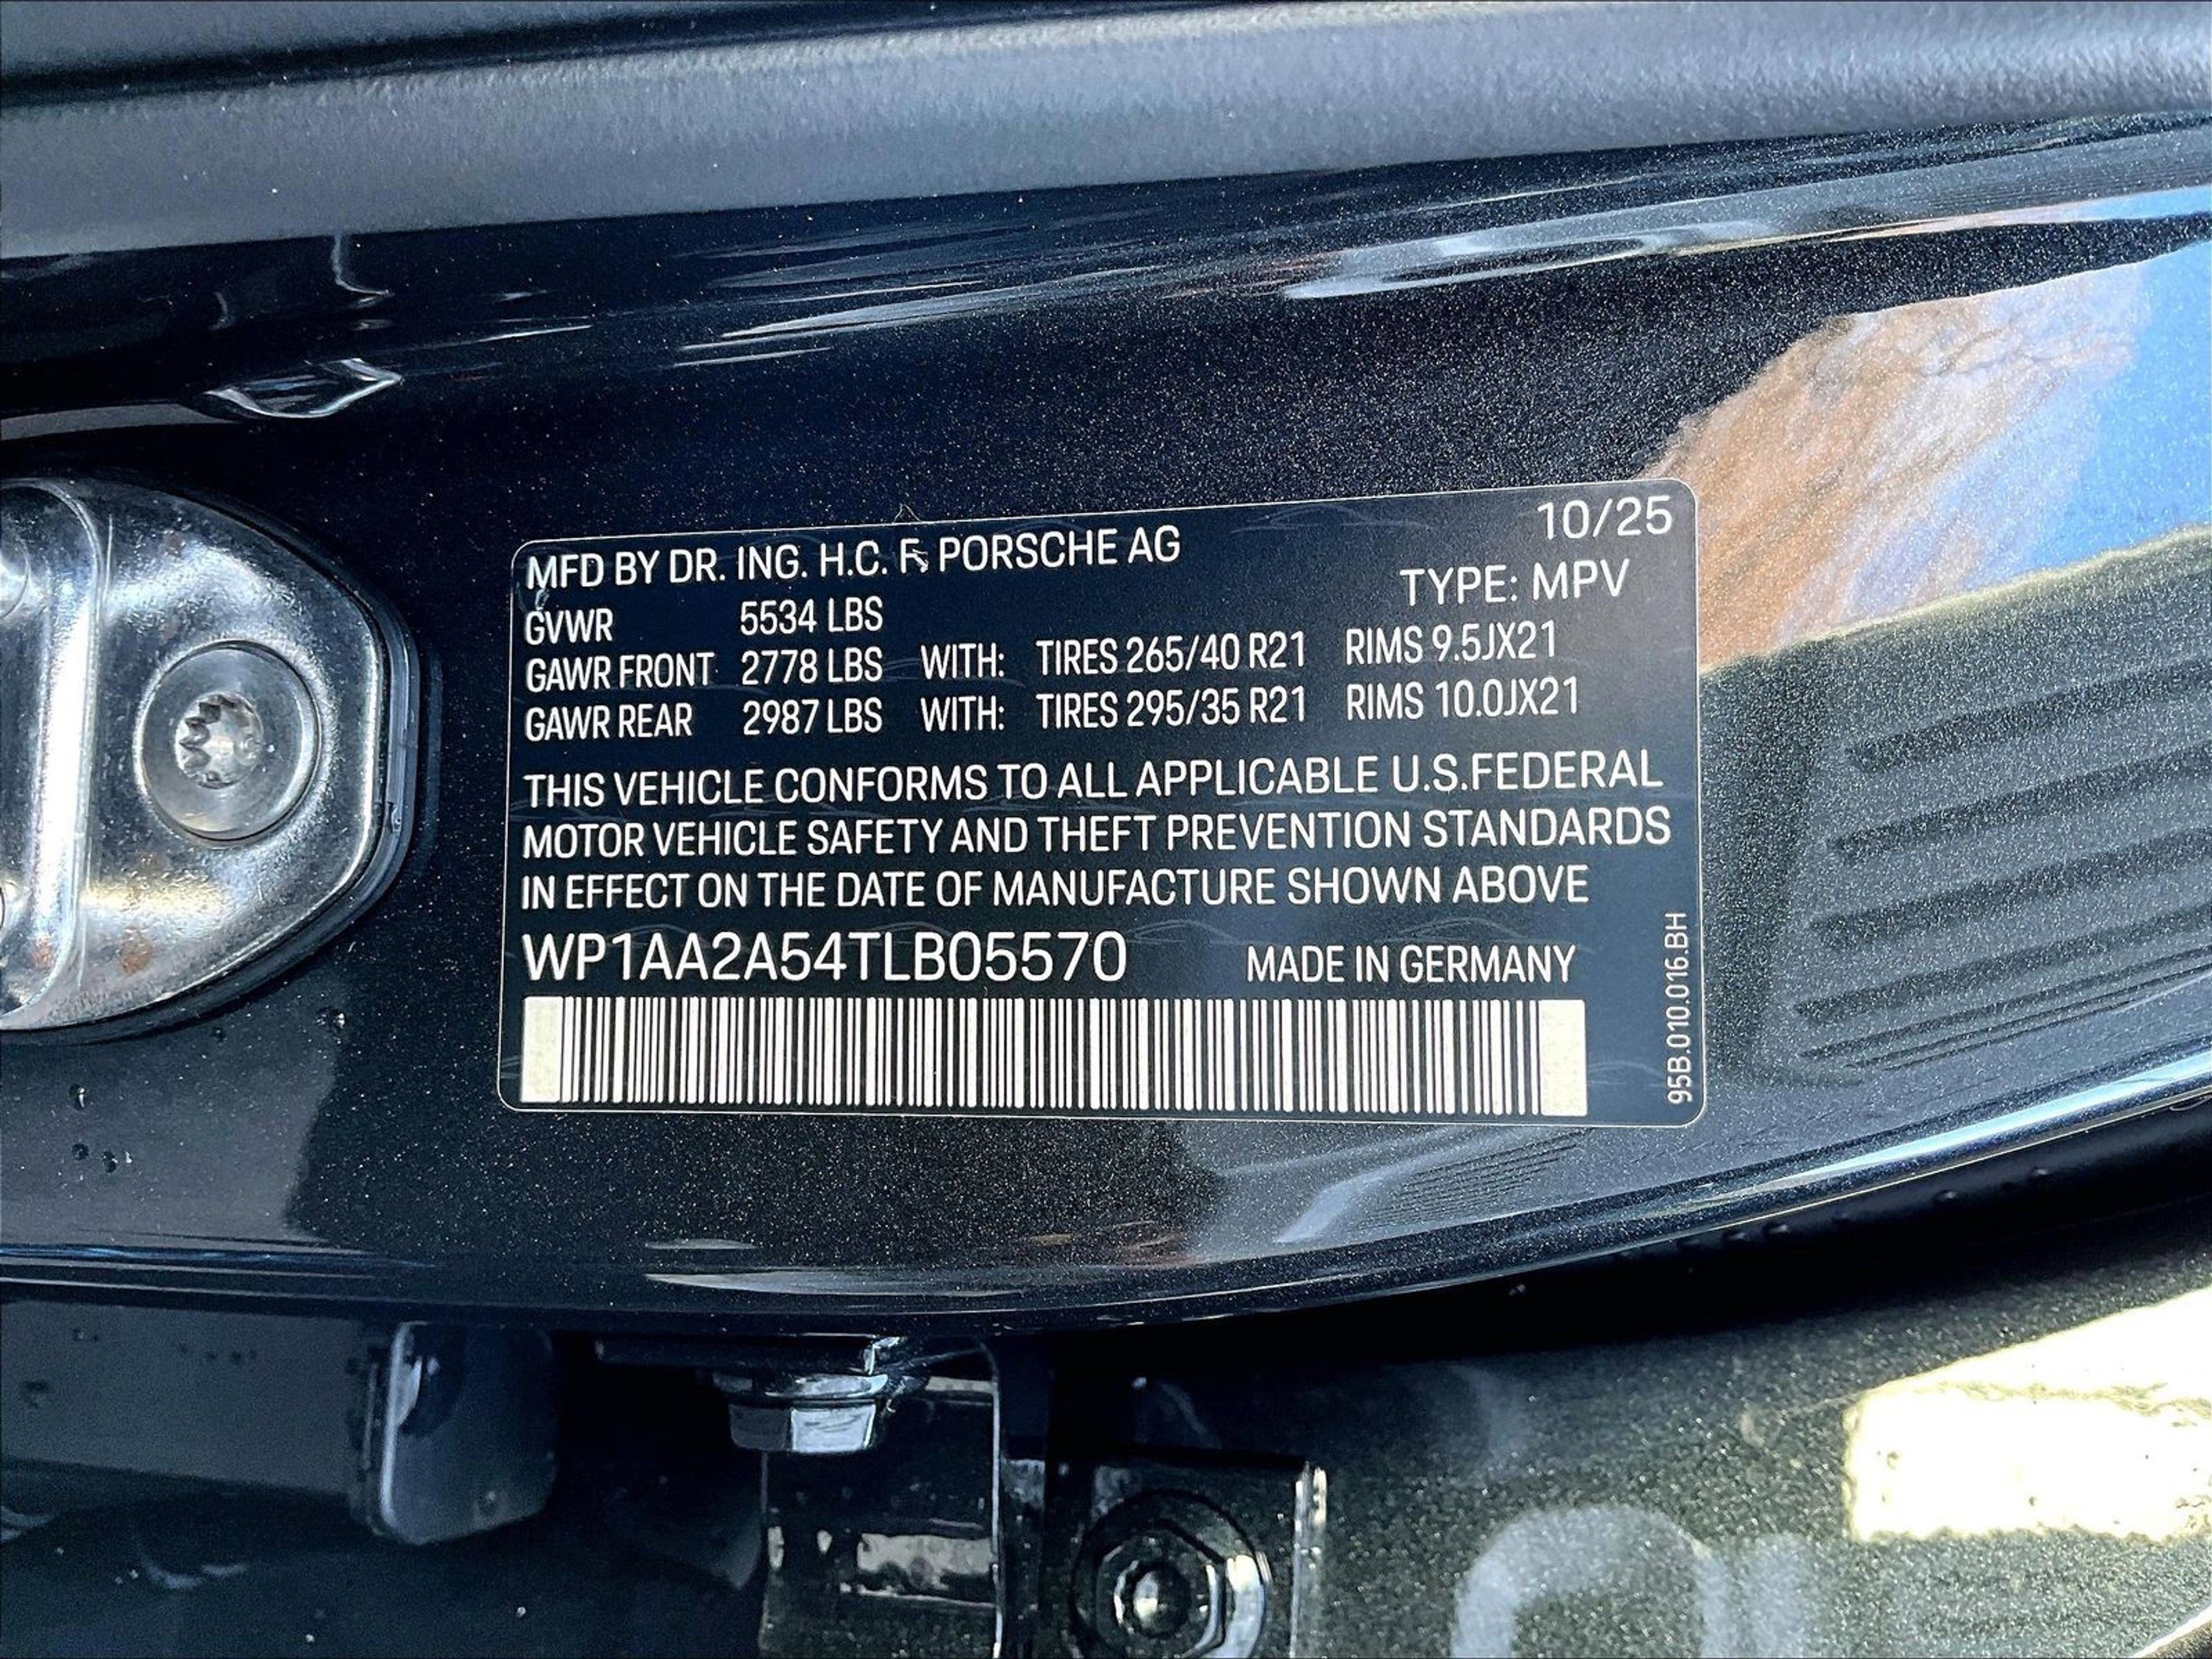 10/25
MFD BY DR. ING. H.C. F. PORSCHE AG
TYPE: MPV
GVWR 5534 LBS
GAWR FRONT 2778 LBS WITH: TIRES 265/40 R21 RIMS 9.5JX21
GAWR REAR 2987 LBS WITH: TIRES 295/35 R21 RIMS 10.0JX21
THIS VEHICLE CONFORMS TO ALL APPLICABLE U.S.FEDERAL
MOTOR VEHICLE SAFETY AND THEFT PREVENTION STANDARDS
IN EFFECT ON THE DATE OF MANUFACTURE SHOWN ABOVE
WP1AA2A54TLB05570 MADE IN GERMANY
95B.010.016.BH